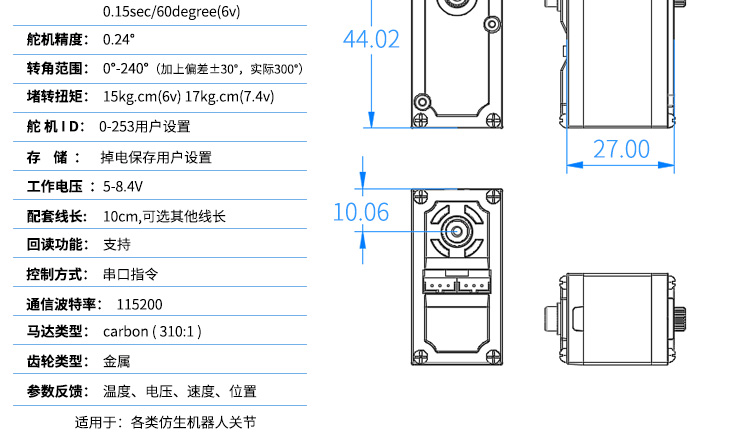 0.15sec/60degree(6v)
舵机精度： 0.24°
转角范围： 0°-240°（加上偏差±30°，实际300°）
堵转扭矩： 15kg.cm(6v) 17kg.cm(7.4v)
舵 机 I D： 0-253用户设置
存 储 ： 掉电保存用户设置
工作电压 ：5-8.4V
配套线长: 10cm,可选其他线长
回读功能： 支持
控制方式： 串口指令
通信波特率： 115200
马达类型： carbon ( 310:1 )
齿轮类型： 金属
参数反馈： 温度、电压、速度、位置
适用于：各类仿生机器人关节
44.02
27.00
10.06